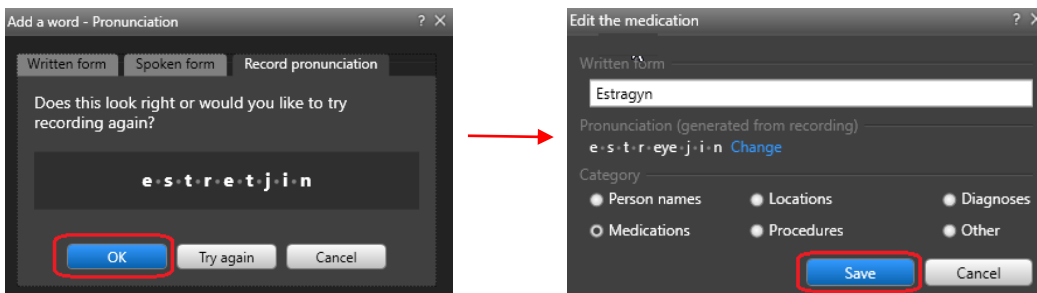 Add a word - Pronunciation ? ×
Written form Spoken form Record pronunciation
Does this look right or would you like to try
recording again?
e·s·t·r·e·t·j·i·n
OK Try again Cancel
Edit the medication ? ×
Written form
Estragyn
Pronunciation (generated from recording)
e·s·t·r·eye·j·i·n Change
Category
Person names Locations Diagnoses
Medications Procedures Other
Save Cancel